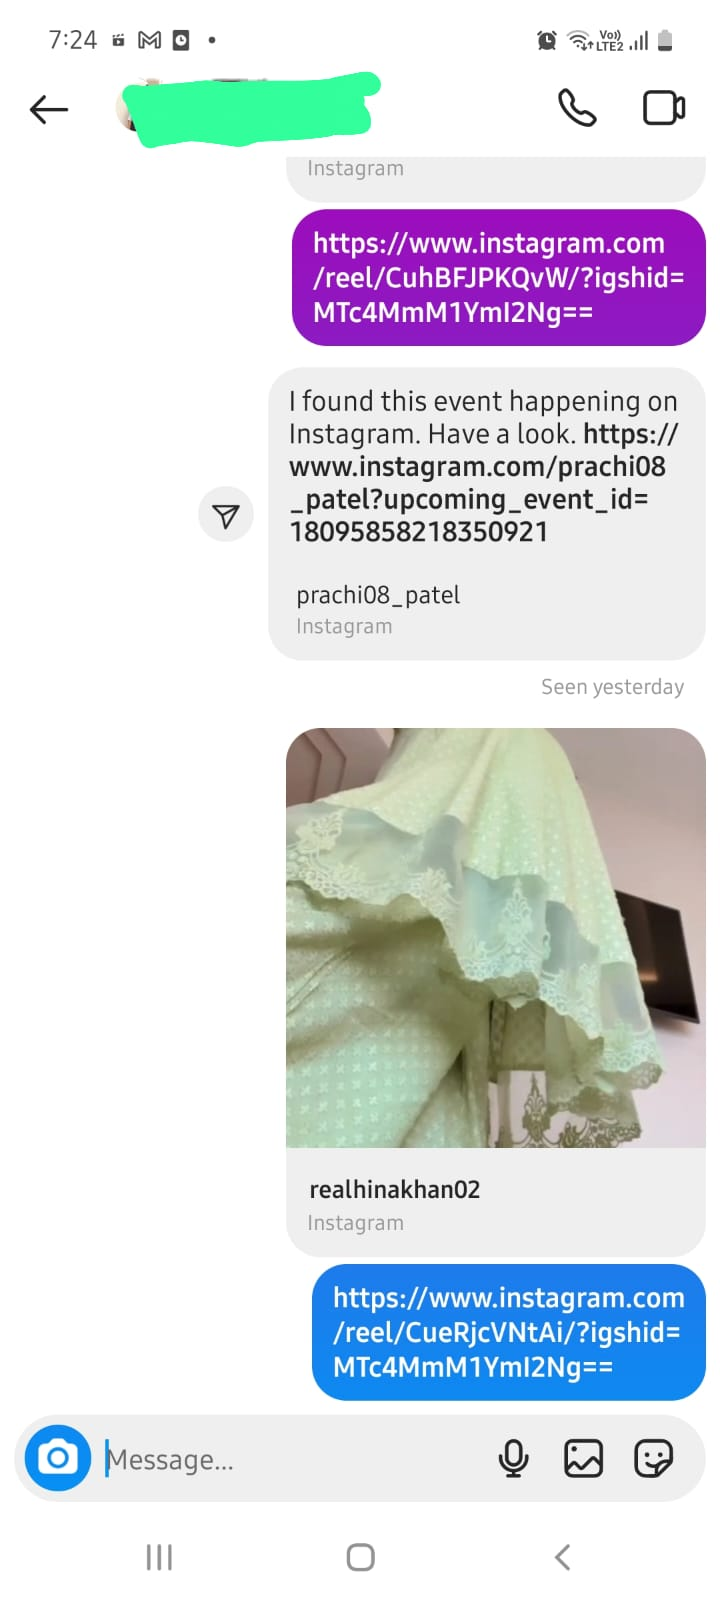 7:24
Vo))
LTE2
Instagram
https://www.instagram.com
/reel/CuhBFJPKQvW/?igshid=
MTc4MmM1YmI2Ng==
I found this event happening on
Instagram. Have a look. https://
www.instagram.com/prachi08
_patel?upcoming_event_id=
18095858218350921
prachi08_patel
Instagram
Seen yesterday
realhinakhan02
Instagram
https://www.instagram.com
/reel/CueRjcVNtAi/?igshid=
MTc4MmM1YmI2Ng==
Message...